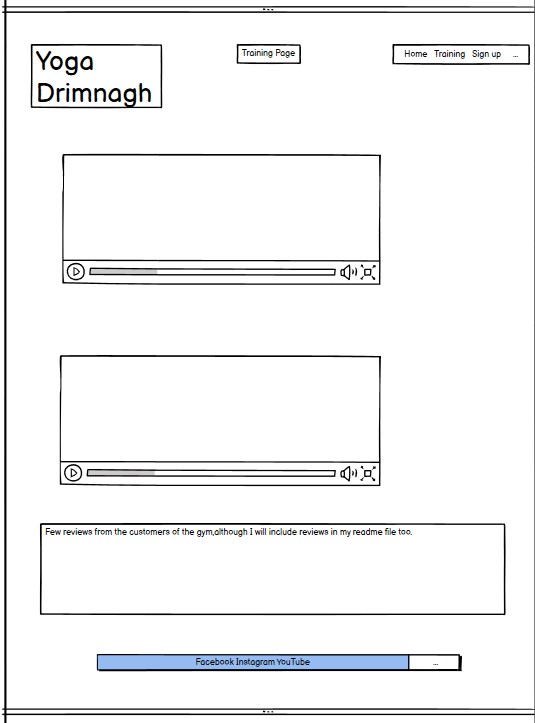 Yoga
Drimnagh
Training Page
Home Training Sign up ...
Few reviews from the customers of the gym,although I will include reviews in my readme file too.
Facebook Instagram YouTube ...